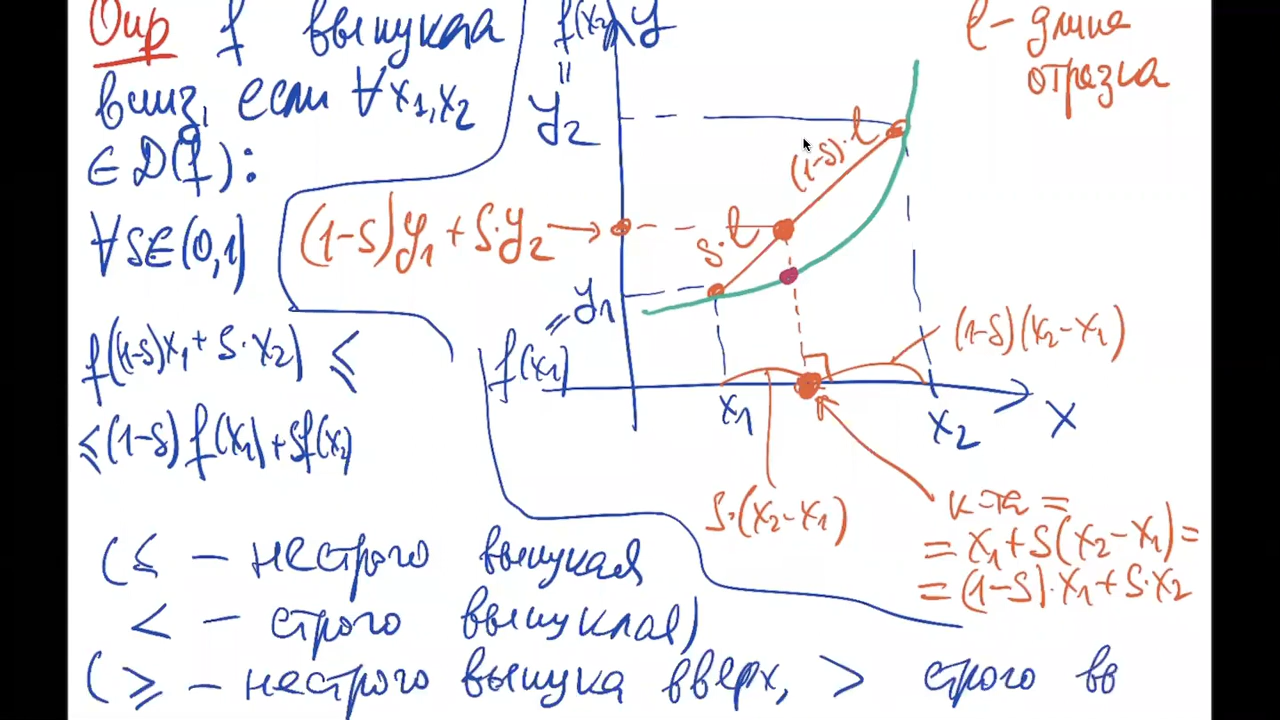 Опр f выпукла
вниз, если ∀x₁,x₂
∈ D(f):
∀s∈(0,1)
f((1-s)x₁+s·x₂) ≤
≤(1-s)f(x₁)+sf(x₂)
(≤ — нестрого выпуклая
< — строго выпуклая)
(≥ — нестрого выпукла вверх, > строго вв
f(x₂) y
=
y₂
(1-s)y₁+s·y₂
y₁
=
f(x₁)
s·l
(1-s)·l
l - длина
отрезка
(1-s)(x₂-x₁)
x₁
x₂
x
s·(x₂-x₁)
к-та =
= x₁+s(x₂-x₁)=
=(1-s)·x₁+s·x₂